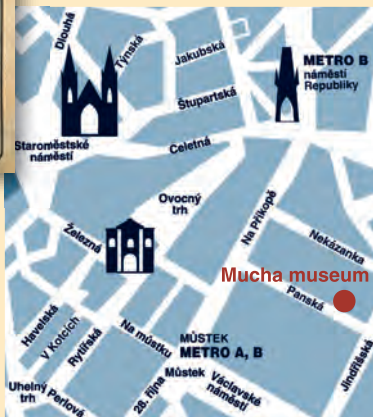 Dlouhá
Týnská
Jakubská
METRO B
náměstí
Republiky
Štupartská
Staroměstské
náměstí
Celetná
Ovocný
trh
Železná
Na Příkopě
Nekázanka
Mucha museum
Panská
Havelská
V Kotcích
Rytířská
Na můstku
MŮSTEK
METRO A, B
Jindřišská
Uhelný
trh
Perlová
28. října
Můstek
Václavské
náměstí